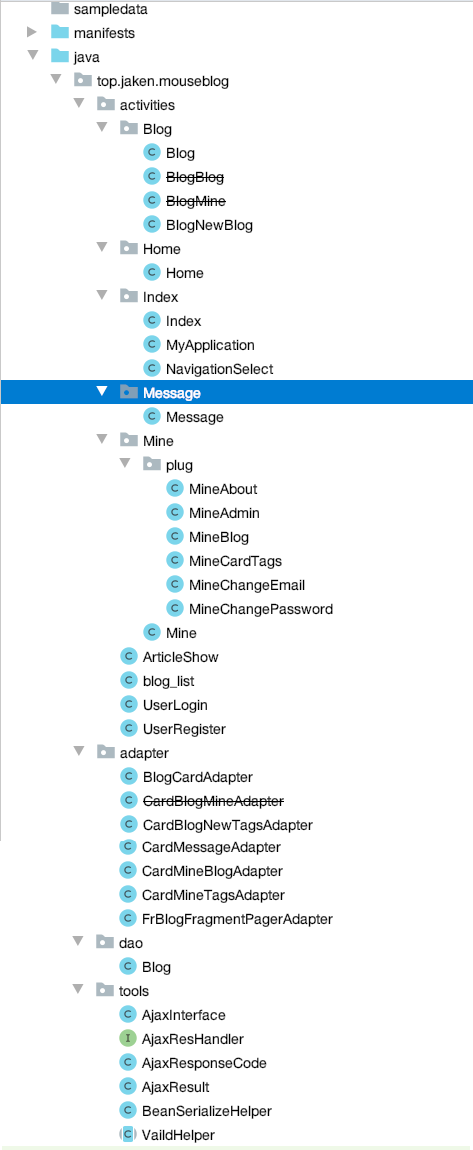 sampledata
manifests
java
top.jaken.mouseblog
activities
Blog
Blog
BlogBlog
BlogMine
BlogNewBlog
Home
Home
Index
Index
MyApplication
NavigationSelect
Message
Message
Mine
plug
MineAbout
MineAdmin
MineBlog
MineCardTags
MineChangeEmail
MineChangePassword
Mine
ArticleShow
blog_list
UserLogin
UserRegister
adapter
BlogCardAdapter
CardBlogMineAdapter
CardBlogNewTagsAdapter
CardMessageAdapter
CardMineBlogAdapter
CardMineTagsAdapter
FrBlogFragmentPagerAdapter
dao
Blog
tools
AjaxInterface
AjaxResHandler
AjaxResponseCode
AjaxResult
BeanSerializeHelper
VaildHelper